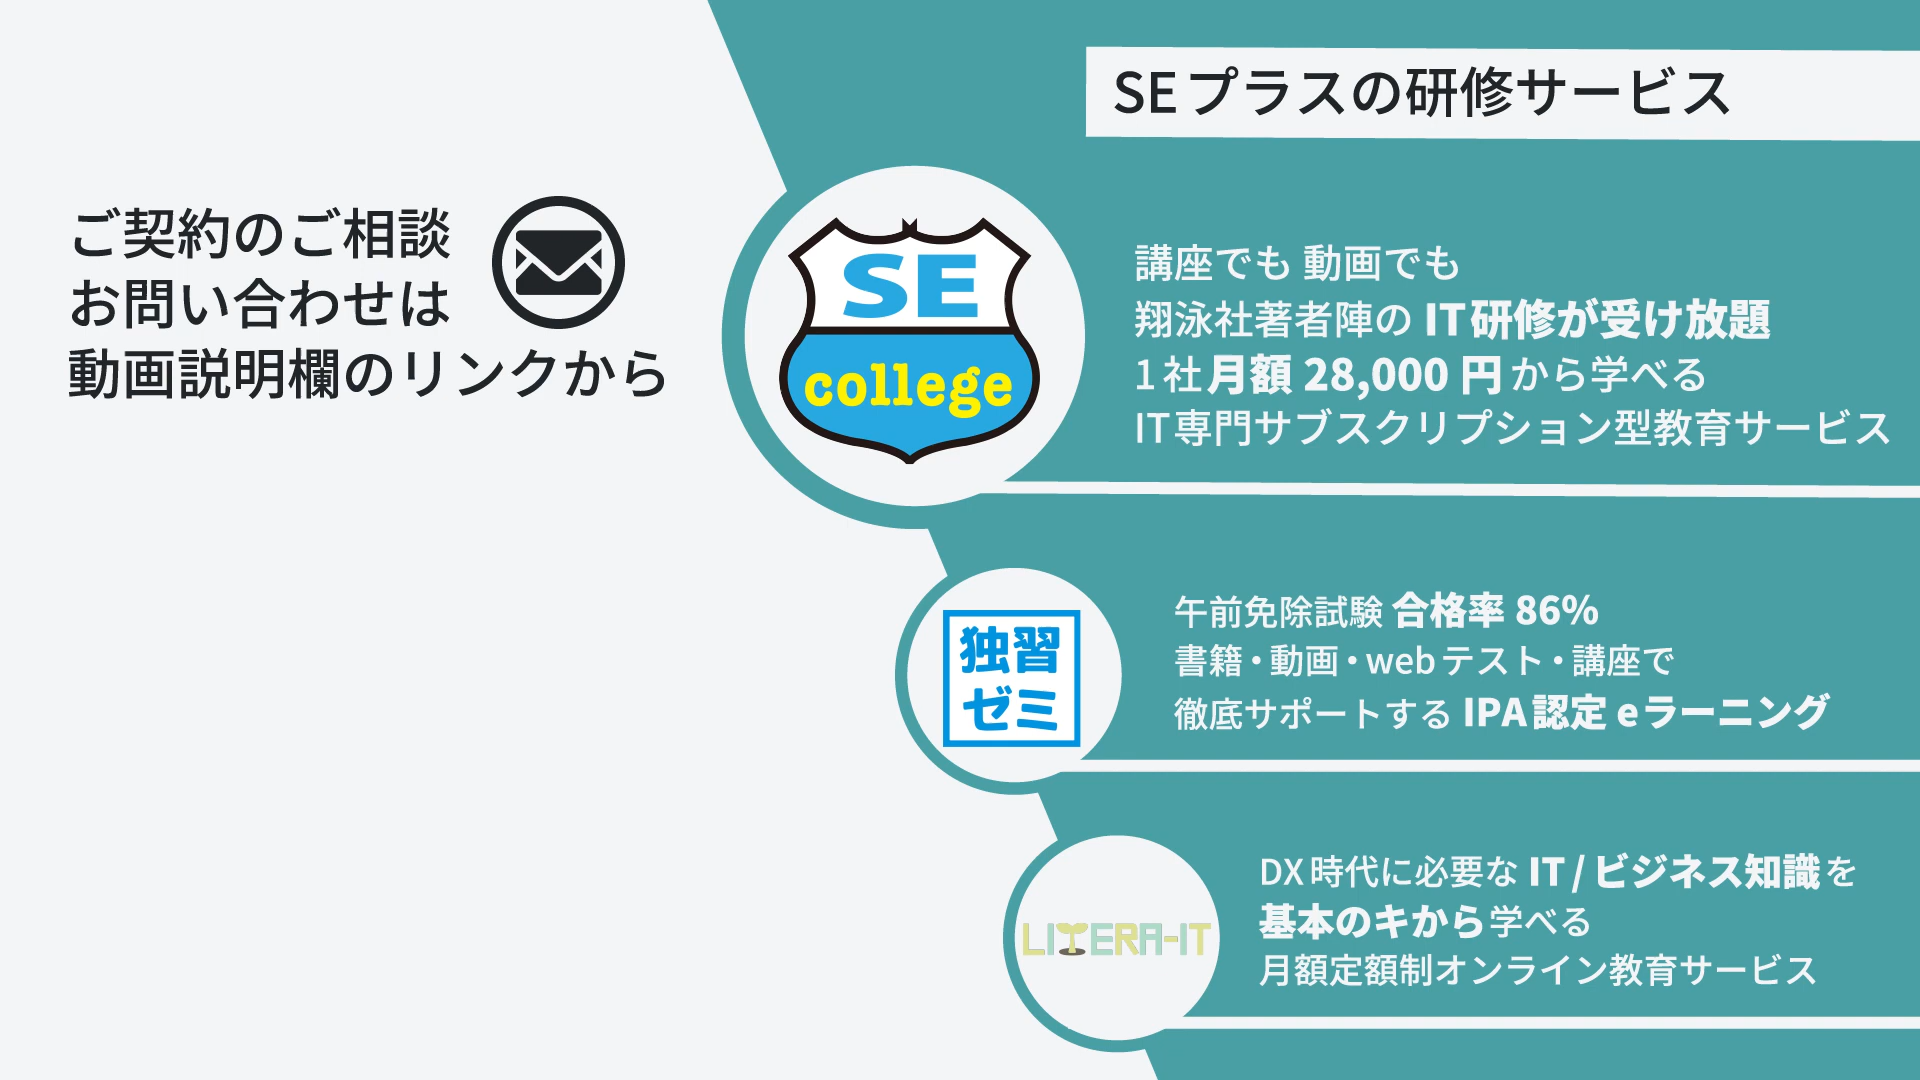 ご契約のご相談
お問い合わせは
動画説明欄のリンクから
SEプラスの研修サービス
SE
college
講座でも 動画でも
翔泳社著者陣の IT研修が受け放題
1社月額 28,000 円から学べる
IT専門サブスクリプション型教育サービス
独習
ゼミ
午前免除試験 合格率 86%
書籍・動画・webテスト・講座で
徹底サポートする IPA認定 eラーニング
LITERA-IT
DX時代に必要な IT / ビジネス知識を
基本のキから学べる
月額定額制オンライン教育サービス